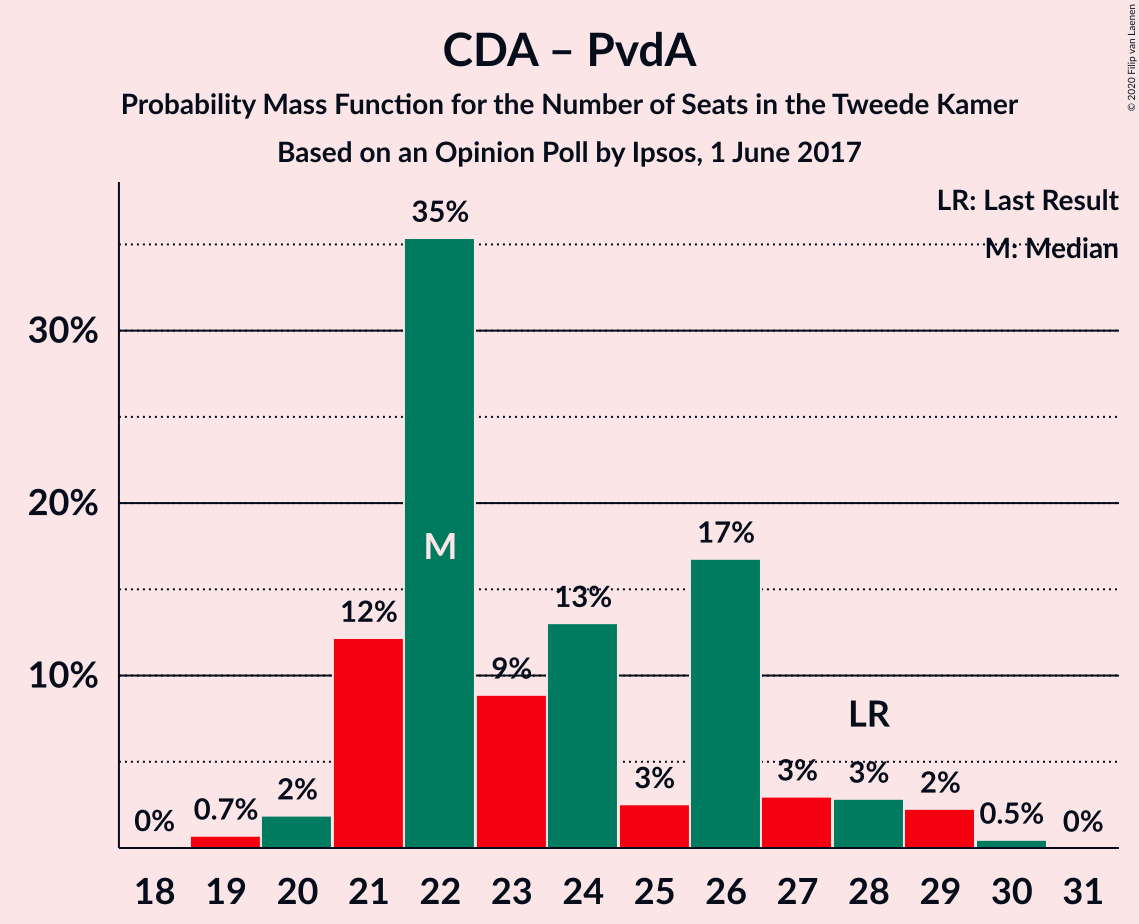 CDA – PvdA
Probability Mass Function for the Number of Seats in the Tweede Kamer
Based on an Opinion Poll by Ipsos, 1 June 2017
© 2020 Filip van Laenen
LR: Last Result
M: Median
35%
30%
20%
M
17%
13%
12%
10%
9%
LR
3%
3%
3%
2%
2%
0.7%
0.5%
0%
0%
18 19 20 21 22 23 24 25 26 27 28 29 30 31